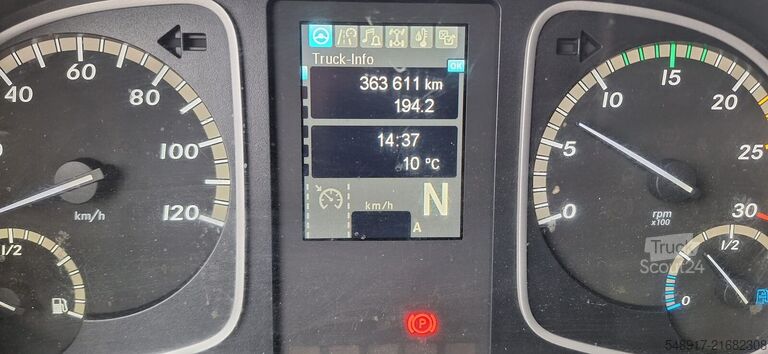 Truck-Info
OK
363 611 km
194.2
14:37
10 °C
km/h
N
A
40
60
80
100
120
km/h
1/2
0
5
10
15
20
25
30
rpm
x100
1/2
0
P
Truck
Scout24
548917-21682308